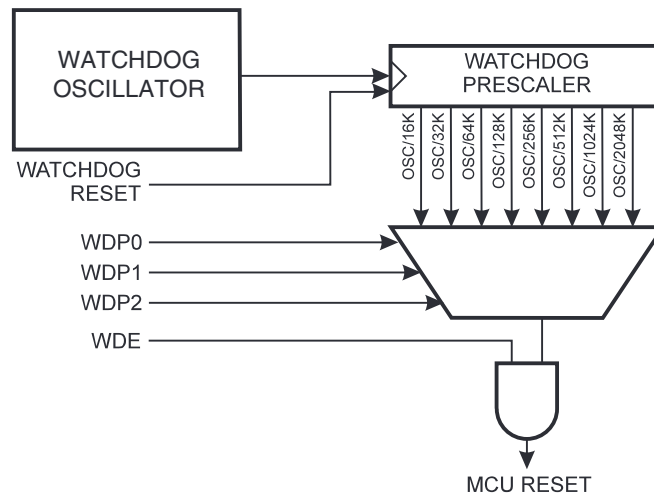 WATCHDOG
OSCILLATOR
WATCHDOG
PRESCALER
OSC/16K
OSC/32K
OSC/64K
OSC/128K
OSC/256K
OSC/512K
OSC/1024K
OSC/2048K
WATCHDOG
RESET
WDP0
WDP1
WDP2
WDE
MCU RESET